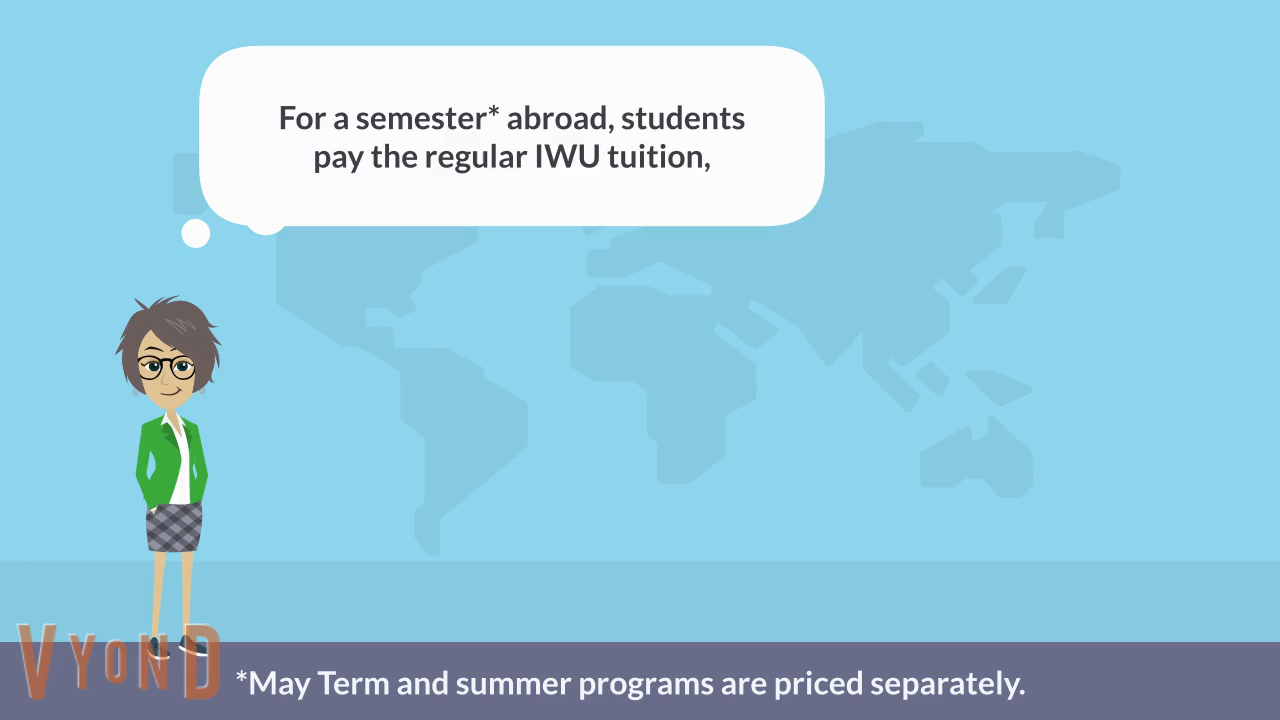 For a semester* abroad, students
pay the regular IWU tuition,
VYOND
*May Term and summer programs are priced separately.